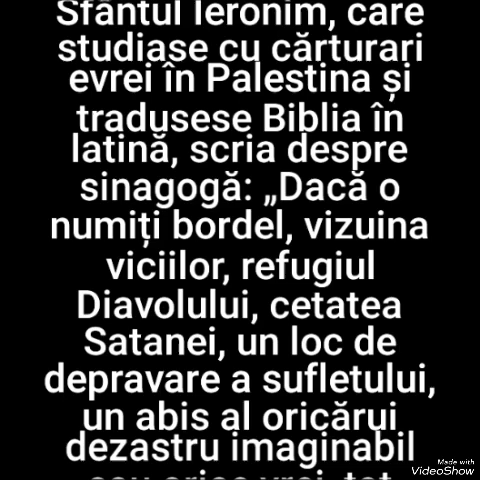 Sfântul Ieronim, care
studiase cu cărturari
evrei în Palestina și
tradusese Biblia în
latină, scria despre
sinagogă: „Dacă o
numiți bordel, vizuina
viciilor, refugiul
Diavolului, cetatea
Satanei, un loc de
depravare a sufletului,
un abis al oricărui
dezastru imaginabil
Made with
VideoShow